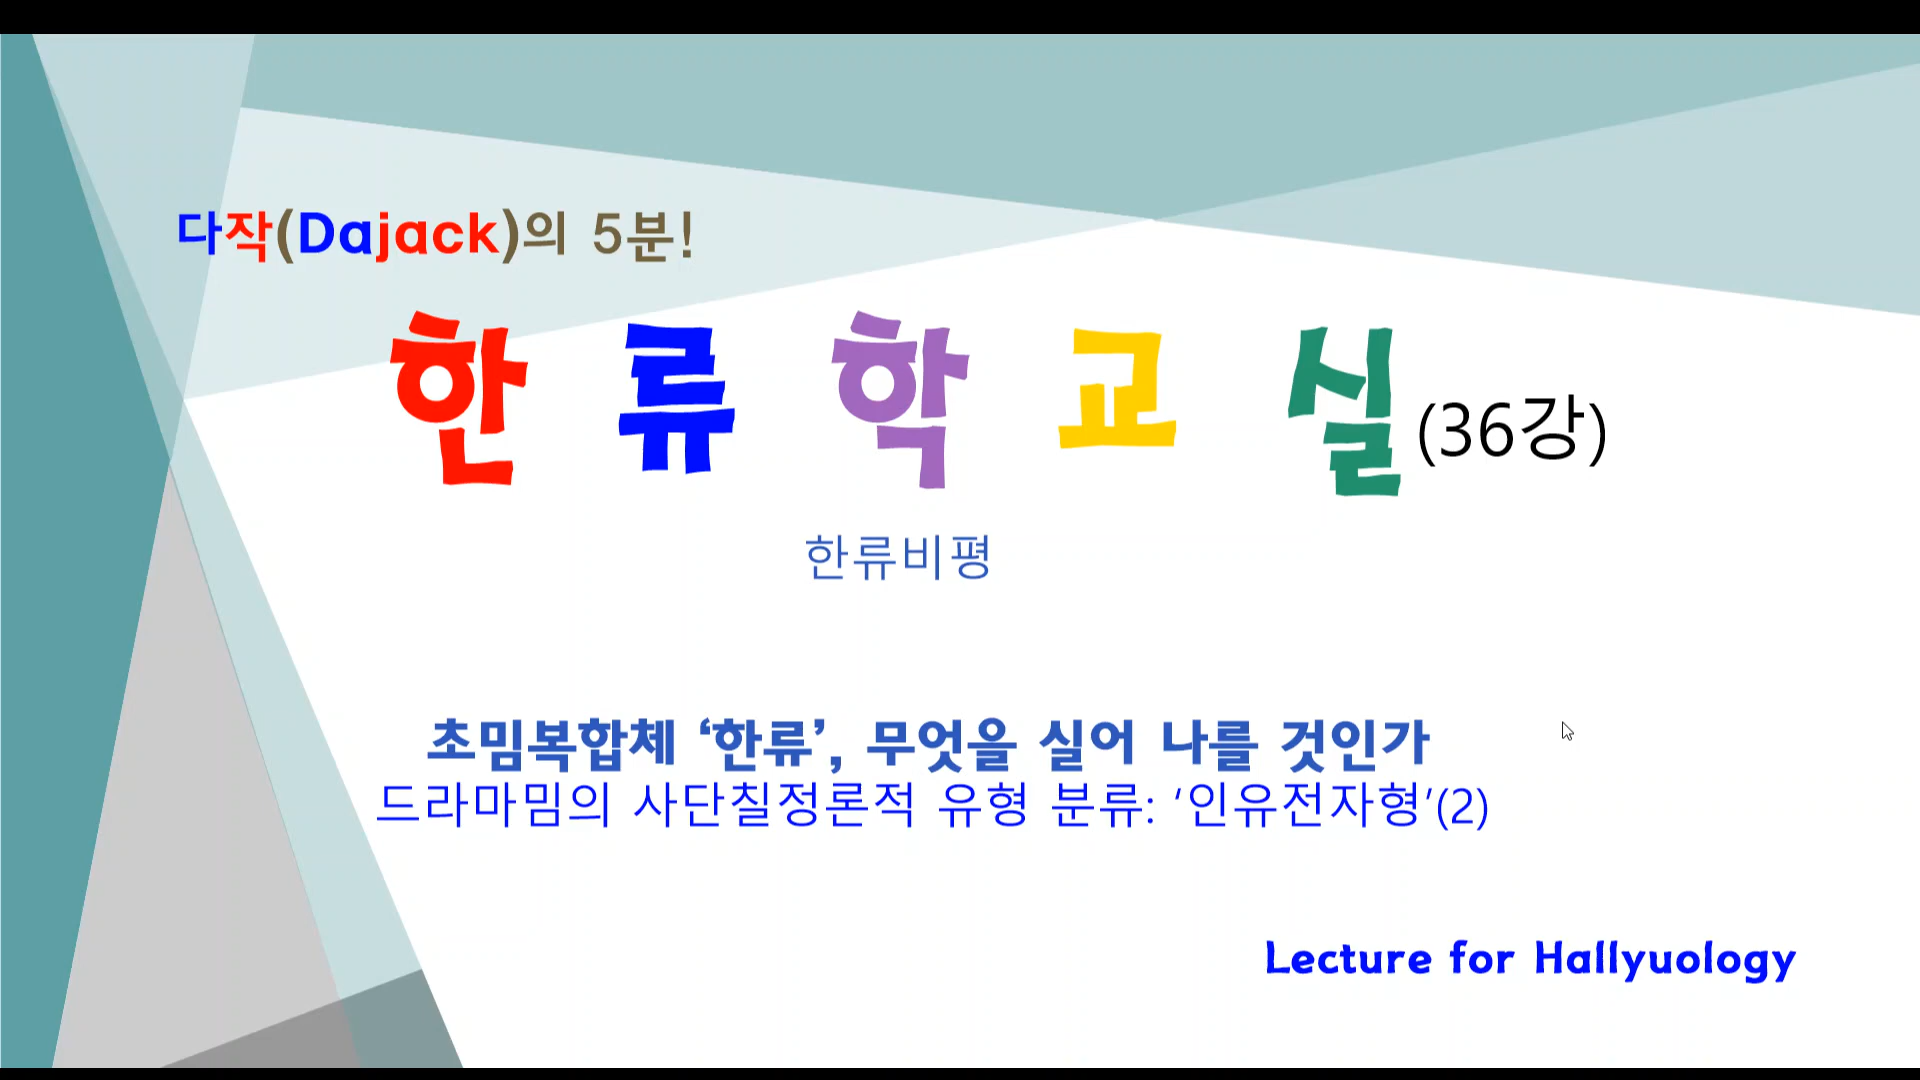 다작(Dajack)의 5분!
한 류 학 교 실(36강)
한류비평
초밈복합체 ‘한류’, 무엇을 실어 나를 것인가
드라마밈의 사단칠정론적 유형 분류: ‘인유전자형’(2)
Lecture for Hallyuology